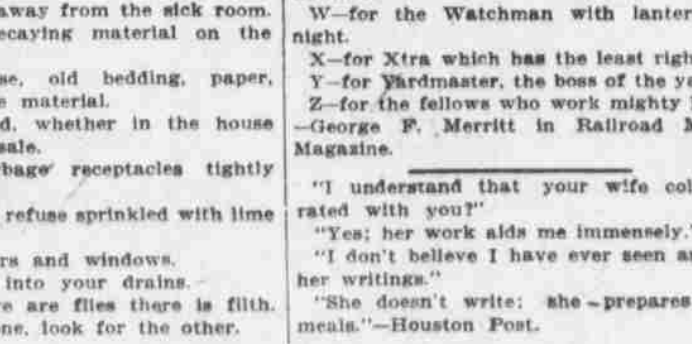 away from the sick room.
decaying material on the
se, old bedding, paper,
material.
d, whether in the house
sale.
bage receptacles tightly
refuse sprinkled with lime
rs and windows.
into your drains.
re are flies there is filth.
one, look for the other.
W—for the Watchman with lanter
night.
X—for Xtra which has the least righ
Y—for Yardmaster, the boss of the ya
Z—for the fellows who work mighty
—George F. Merritt in Railroad M
Magazine.
"I understand that your wife col
rated with you?"
"Yes; her work aids me immensely."
"I don't believe I have ever seen an
her writings."
"She doesn't write; she prepares
meals."—Houston Post.